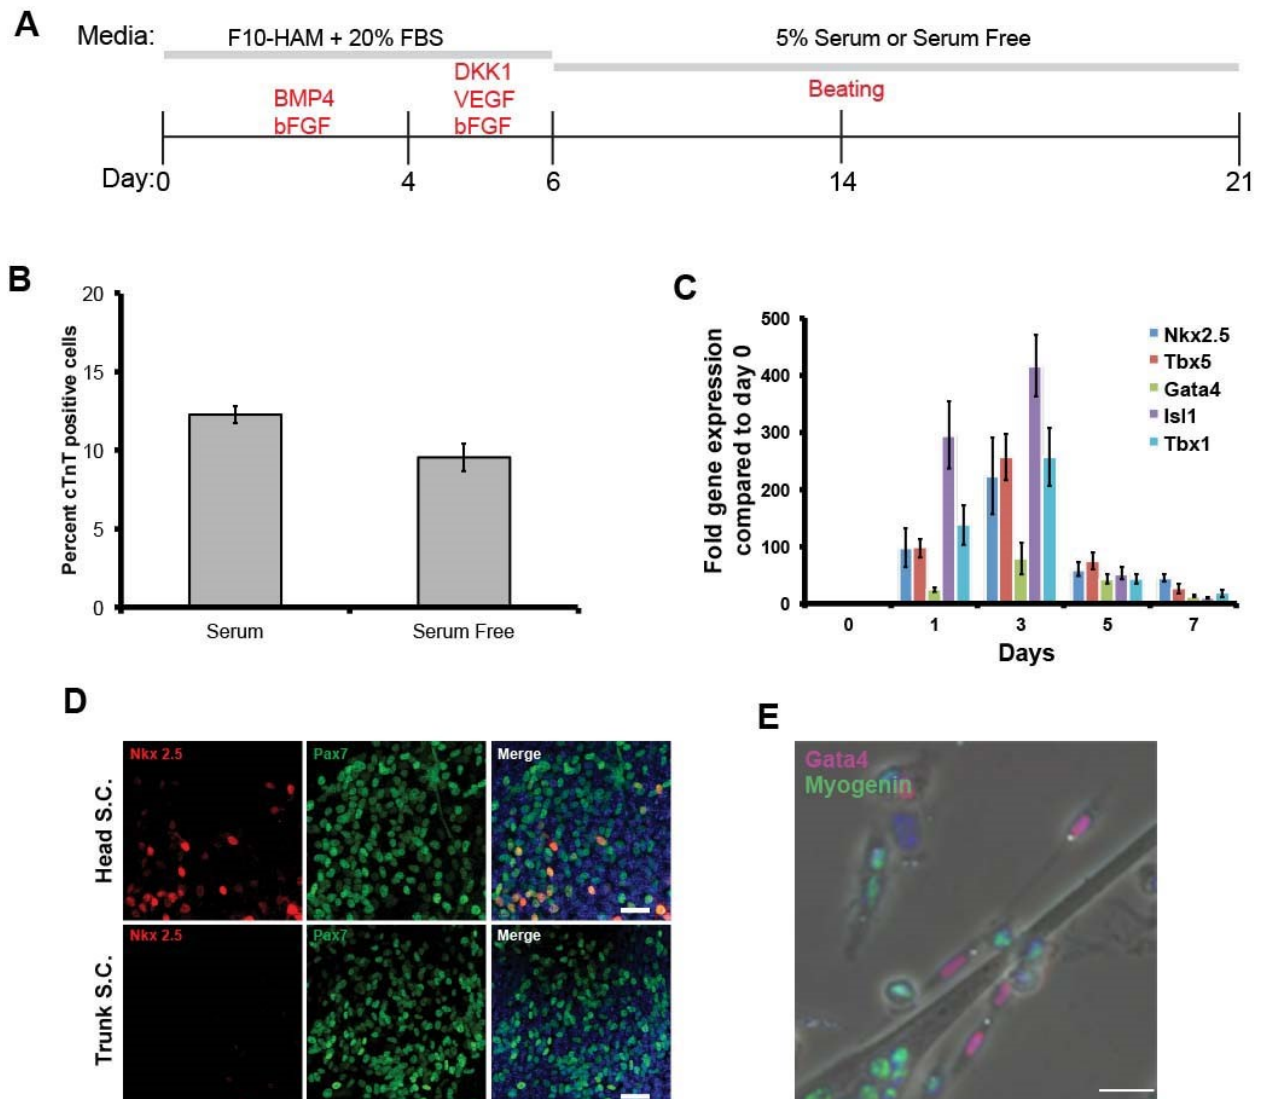 A
Media:
F10-HAM + 20% FBS
5% Serum or Serum Free
BMP4
bFGF
DKK1
VEGF
bFGF
Beating
Day:0
4
6
14
21
B
Percent cTnT positive cells
20
15
10
5
0
Serum
Serum Free
C
Fold gene expression
compared to day 0
500
400
300
200
100
0
Nkx2.5
Tbx5
Gata4
Isl1
Tbx1
0
1
3
5
7
Days
D
Head S.C.
Nkx 2.5
Pax7
Merge
Trunk S.C.
Nkx 2.5
Pax7
Merge
E
Gata4
Myogenin